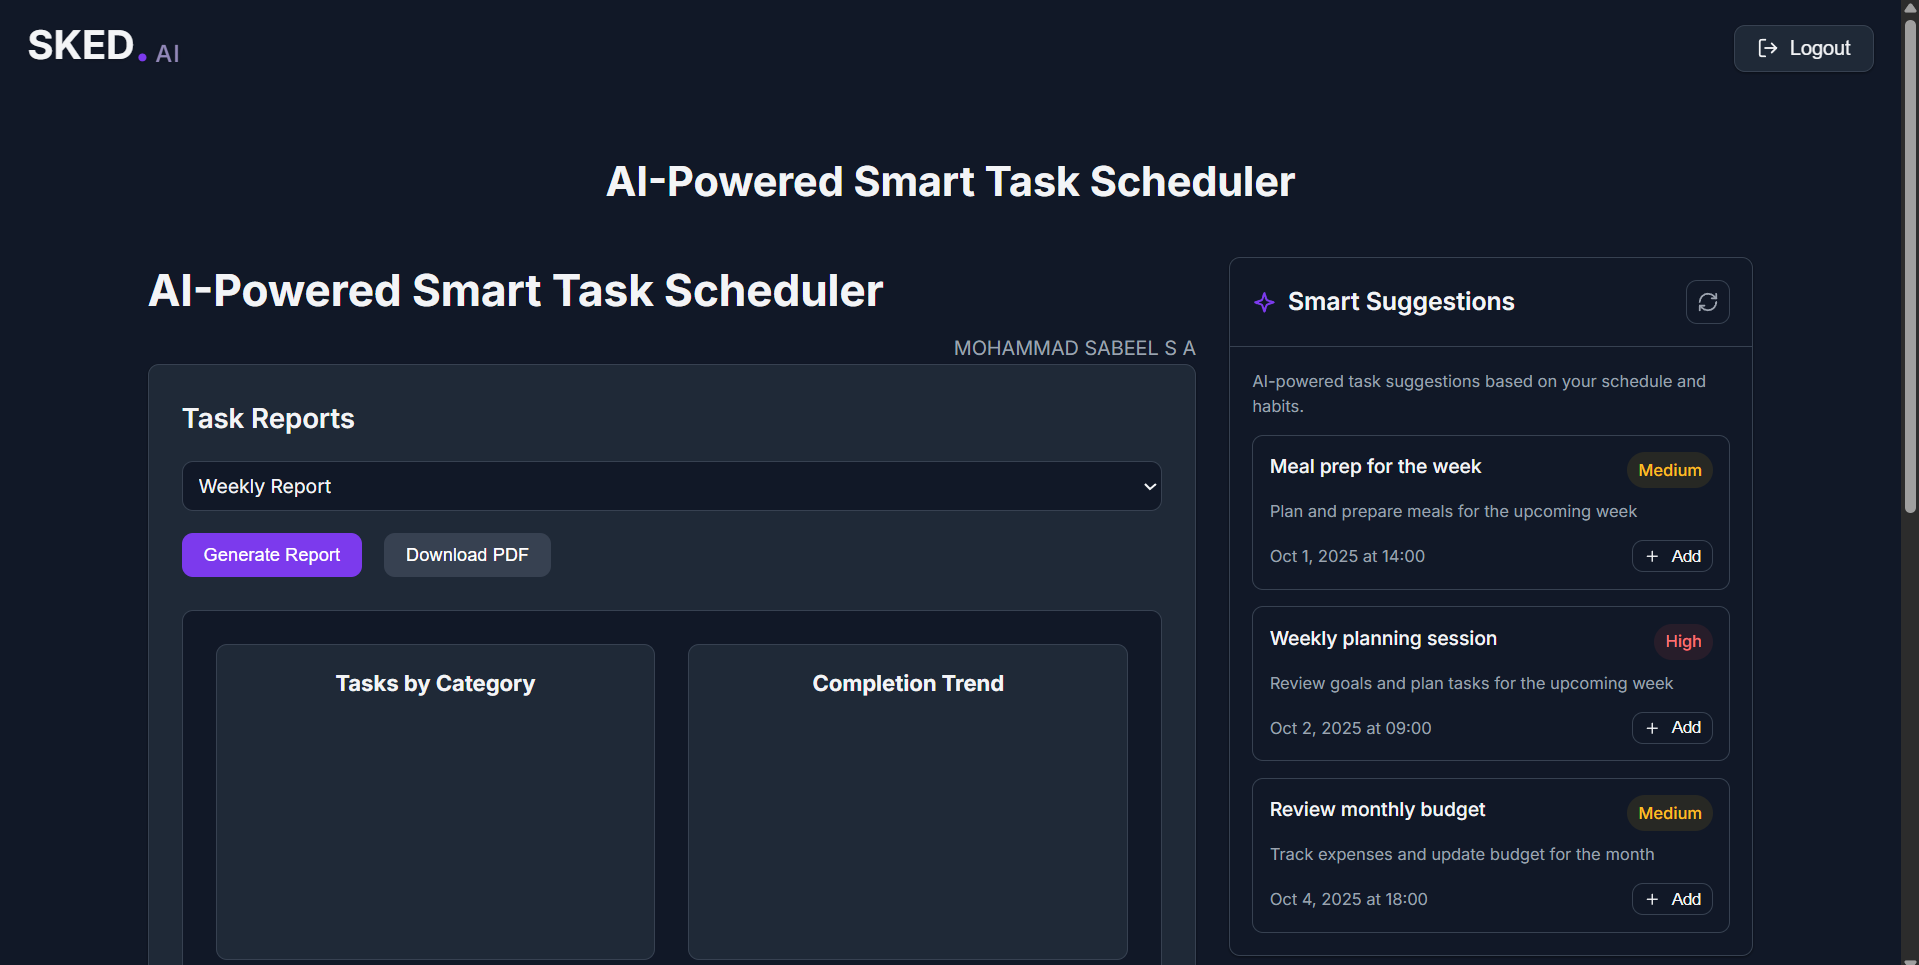 SKED. AI
Logout
AI-Powered Smart Task Scheduler
AI-Powered Smart Task Scheduler
MOHAMMAD SABEEL S A
Task Reports
Weekly Report
Generate Report
Download PDF
Tasks by Category
Completion Trend
Smart Suggestions
AI-powered task suggestions based on your schedule and
habits.
Meal prep for the week
Medium
Plan and prepare meals for the upcoming week
Oct 1, 2025 at 14:00
+ Add
Weekly planning session
High
Review goals and plan tasks for the upcoming week
Oct 2, 2025 at 09:00
+ Add
Review monthly budget
Medium
Track expenses and update budget for the month
Oct 4, 2025 at 18:00
+ Add